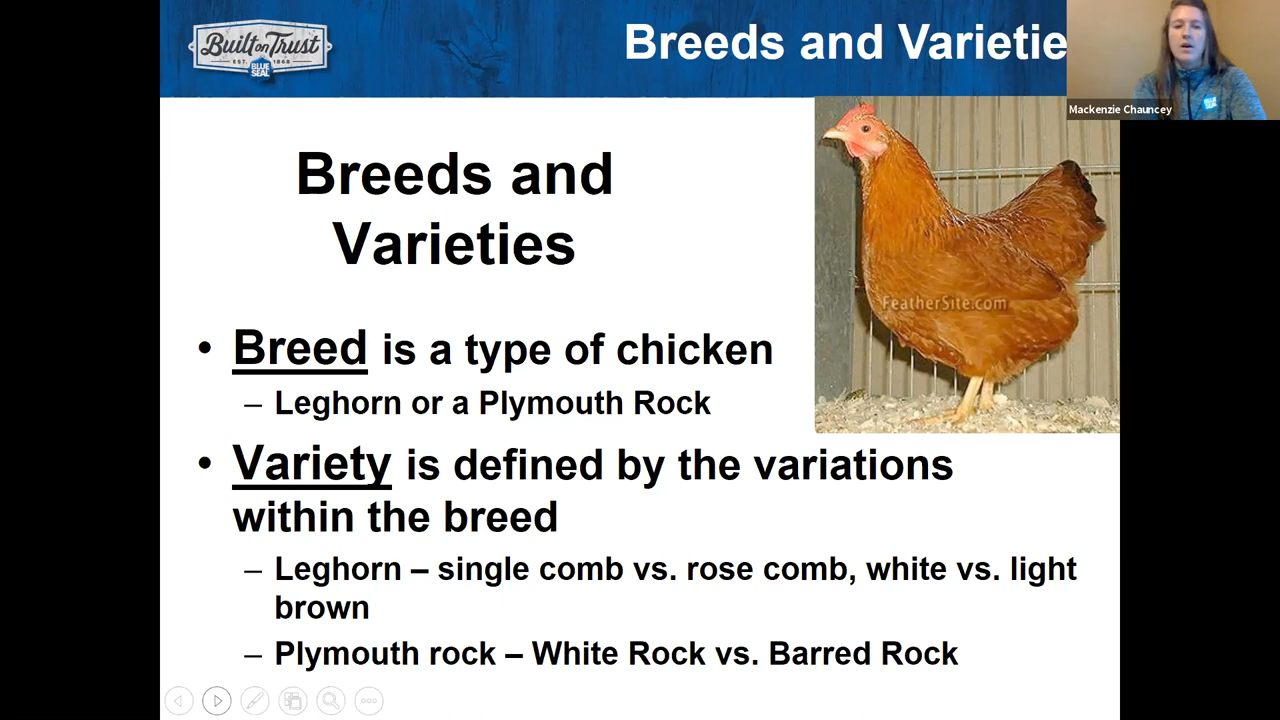 Built on Trust
EST. 1868
BLUE
SEAL
Breeds and Varietie
BLUE
SEAL
Mackenzie Chauncey
Breeds and
Varieties
FeatherSite.com
• Breed is a type of chicken
– Leghorn or a Plymouth Rock
• Variety is defined by the variations
within the breed
– Leghorn – single comb vs. rose comb, white vs. light
brown
– Plymouth rock – White Rock vs. Barred Rock